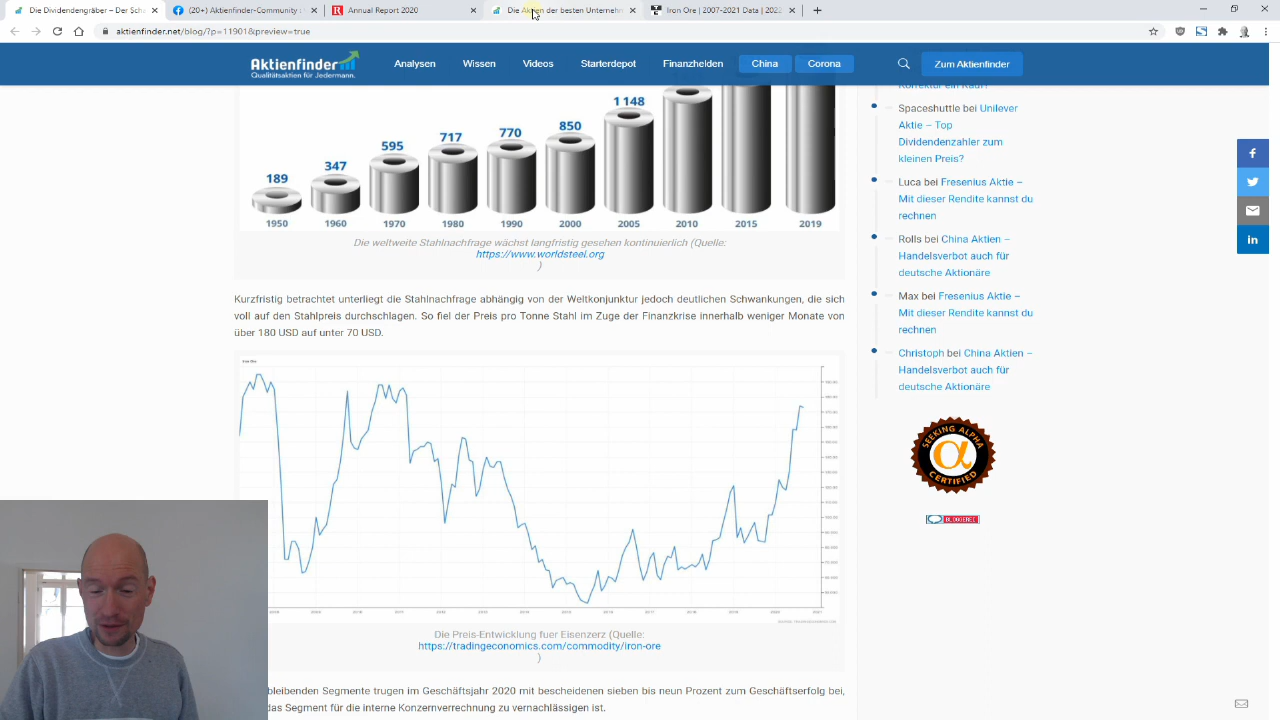 Die Dividendengräber - Der Scha
(20+) Aktienfinder-Community
Annual Report 2020
Die Aktien der besten Unternehm
Iron Ore | 2007-2021 Data | 2022
aktienfinder.net/blog/?p=11901&preview=true
Aktienfinder
Qualitätsaktien für Jedermann.
Analysen
Wissen
Videos
Starterdepot
Finanzhelden
China
Corona
Zum Aktienfinder
189
347
595
717
770
850
1 148
1950
1960
1970
1980
1990
2000
2005
2010
2015
2019
Die weltweite Stahlnachfrage wächst langfristig gesehen kontinuierlich (Quelle:
https://www.worldsteel.org
)
Kurzfristig betrachtet unterliegt die Stahlnachfrage abhängig von der Weltkonjunktur jedoch deutlichen Schwankungen, die sich
voll auf den Stahlpreis durchschlagen. So fiel der Preis pro Tonne Stahl im Zuge der Finanzkrise innerhalb weniger Monate von
über 180 USD auf unter 70 USD.
Die Preis-Entwicklung fuer Eisenzerz (Quelle:
https://tradingeconomics.com/commodity/iron-ore
)
bleibenden Segmente trugen im Geschäftsjahr 2020 mit bescheidenen sieben bis neun Prozent zum Geschäftserfolg bei,
das Segment für die interne Konzernverrechnung zu vernachlässigen ist.
Korrektur ein Kauf?
Spaceshuttle bei Unilever
Aktie – Top
Dividendenzahler zum
kleinen Preis?
Luca bei Fresenius Aktie –
Mit dieser Rendite kannst du
rechnen
Rolls bei China Aktien –
Handelsverbot auch für
deutsche Aktionäre
Max bei Fresenius Aktie –
Mit dieser Rendite kannst du
rechnen
Christoph bei China Aktien –
Handelsverbot auch für
deutsche Aktionäre
SEEKING ALPHA
α
CERTIFIED
BLOGGEREI